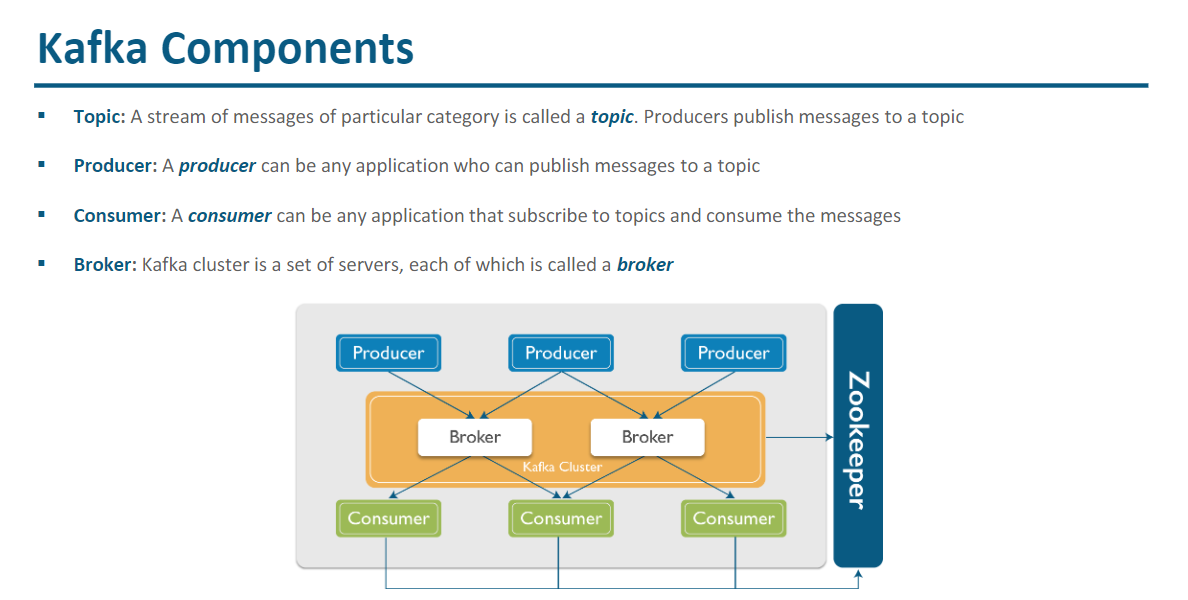 Kafka Components
▪ Topic: A stream of messages of particular category is called a topic. Producers publish messages to a topic
▪ Producer: A producer can be any application who can publish messages to a topic
▪ Consumer: A consumer can be any application that subscribe to topics and consume the messages
▪ Broker: Kafka cluster is a set of servers, each of which is called a broker
Producer
Producer
Producer
Broker
Broker
Kafka Cluster
Consumer
Consumer
Consumer
Zookeeper